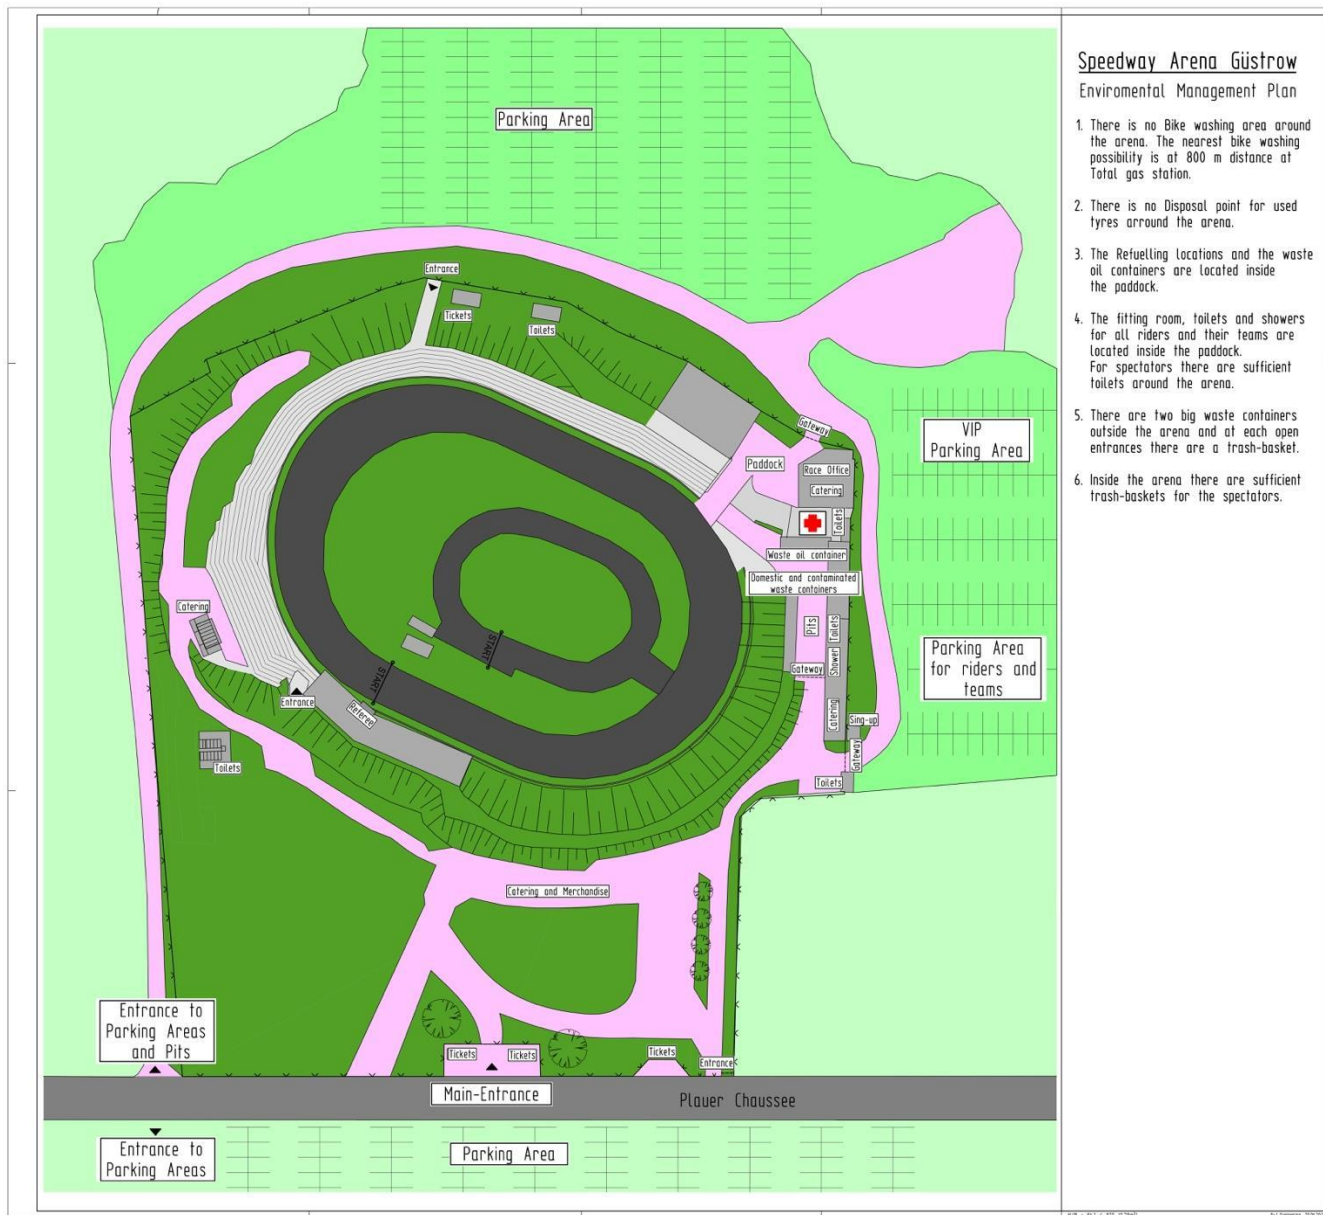 Speedway Arena Güstrow
Enviromental Management Plan
1. There is no Bike washing area around
the arena. The nearest bike washing
possibility is at 800 m distance at
Total gas station.
2. There is no Disposal point for used
tyres arround the arena.
3. The Refuelling locations and the waste
oil containers are located inside
the paddock.
4. The fitting room, toilets and showers
for all riders and their teams are
located inside the paddock.
For spectators there are sufficient
toilets around the arena.
5. There are two big waste containers
outside the arena and at each open
entrances there are a trash-basket.
6. Inside the arena there are sufficient
trash-baskets for the spectators.
Parking Area
Entrance
Tickets
Toilets
Gateway
VIP
Parking Area
Paddock
Race Office
Catering
Toilets
Waste oil container
Domestic and contaminated
waste containers
Catering
Pits
Toilets
START
START
Gateway
Shower
Parking Area
for riders and
teams
Entrance
Referee
Catering
Sing-up
Gateway
Toilets
Toilets
Catering and Merchandise
Entrance to
Parking Areas
and Pits
Tickets
Tickets
Tickets
Entrance
Main-Entrance
Plauer Chaussee
Entrance to
Parking Areas
Parking Area